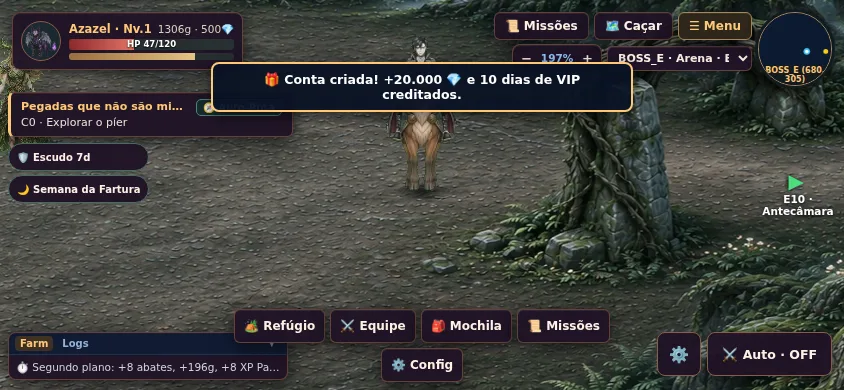 Azazel · Nv.1 1306g · 500💎
HP 47/120
📜 Missões
🗺️ Caçar
☰ Menu
− 197% +
BOSS_E · Arena · E
BOSS_E (680,
305)
🎁 Conta criada! +20.000 💎 e 10 dias de VIP
creditados.
Pegadas que não são mi...
C0 · Explorar o píer
🛡️ Escudo 7d
🌙 Semana da Fartura
E10 ·
Antecâmara
🏕️ Refúgio
⚔️ Equipe
🎒 Mochila
📜 Missões
⚙️ Config
Farm Logs
⏱️ Segundo plano: +8 abates, +196g, +8 XP Pa...
⚔️ Auto · OFF